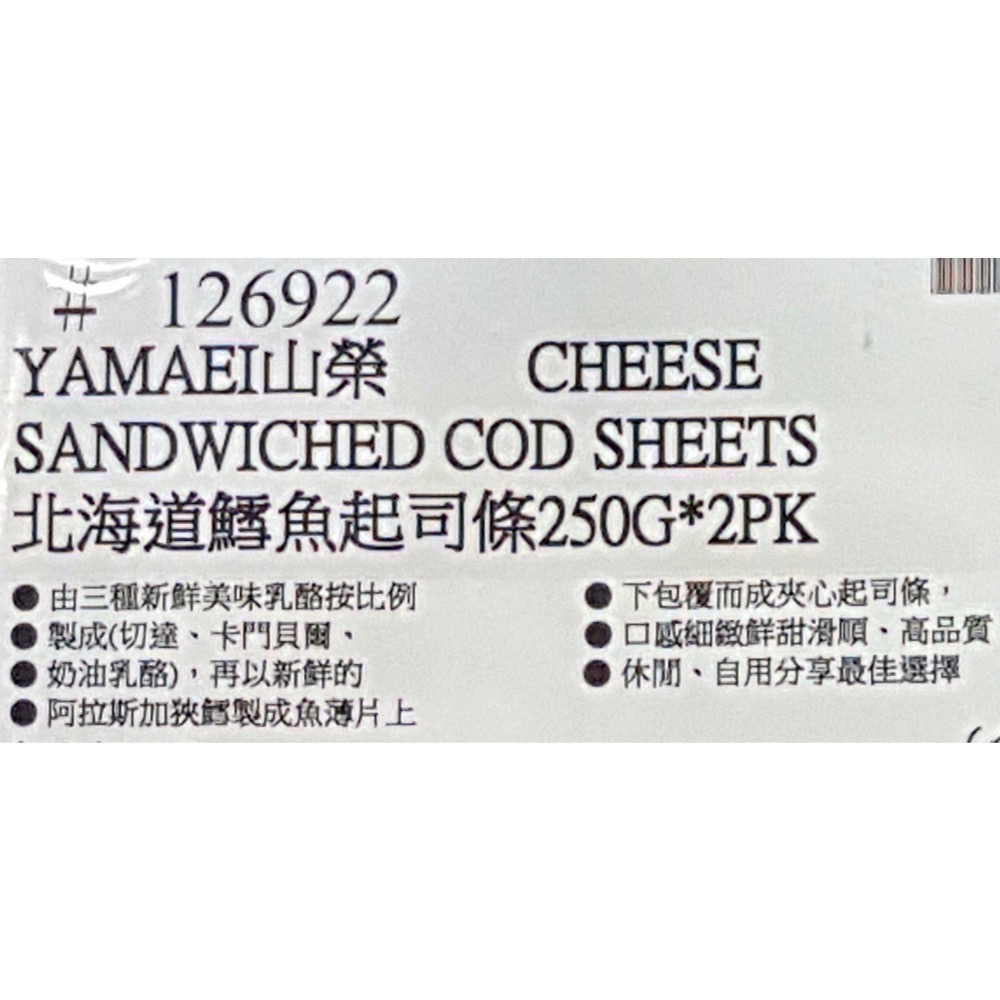 # 126922
YAMAEI山榮 CHEESE
SANDWICHED COD SHEETS
北海道鱈魚起司條250G*2PK
● 由三種新鮮美味乳酪按比例
● 製成(切達、卡門貝爾、
● 奶油乳酪)，再以新鮮的
● 阿拉斯加狹鱈製成魚薄片上
● 下包覆而成夾心起司條，
● 口感細緻鮮甜滑順、高品質
● 休閒、自用分享最佳選擇